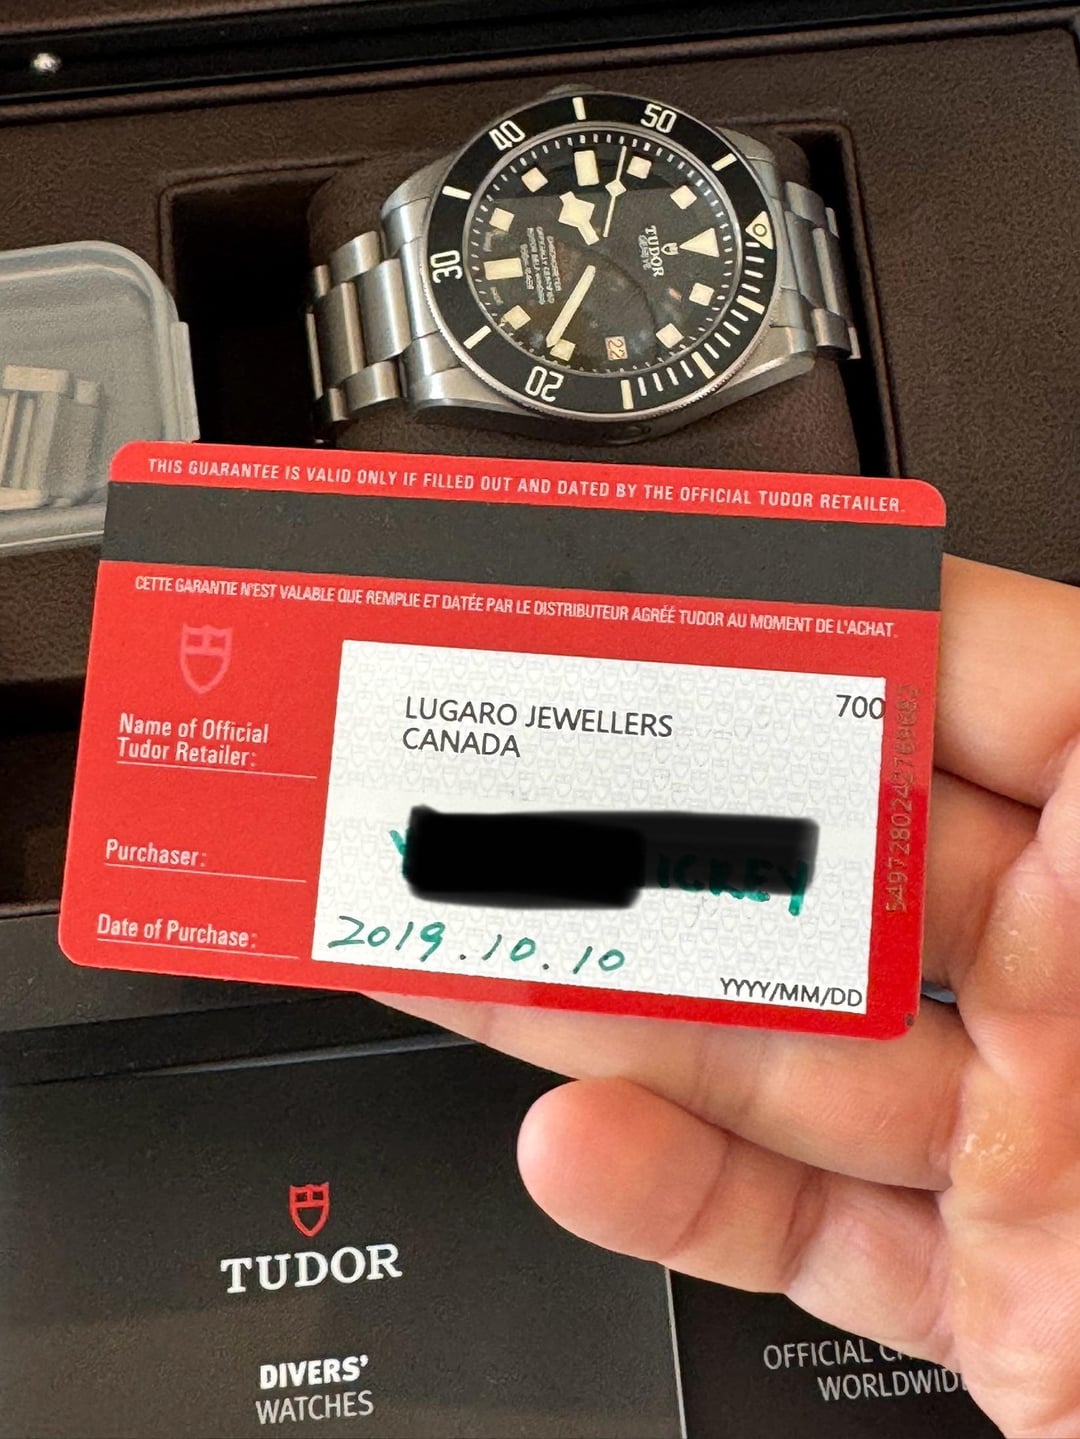 50
40
30
20
TUDOR
GENEVE
22
THIS GUARANTEE IS VALID ONLY IF FILLED OUT AND DATED BY THE OFFICIAL TUDOR RETAILER.
CETTE GARANTIE N'EST VALABLE QUE REMPLIE ET DATÉE PAR LE DISTRIBUTEUR AGRÉÉ TUDOR AU MOMENT DE L'ACHAT.
Name of Official
Tudor Retailer:
LUGARO JEWELLERS
CANADA
700
Purchaser:
Date of Purchase:
2019.10.10
YYYY/MM/DD
TUDOR
DIVERS'
WATCHES
OFFICIAL